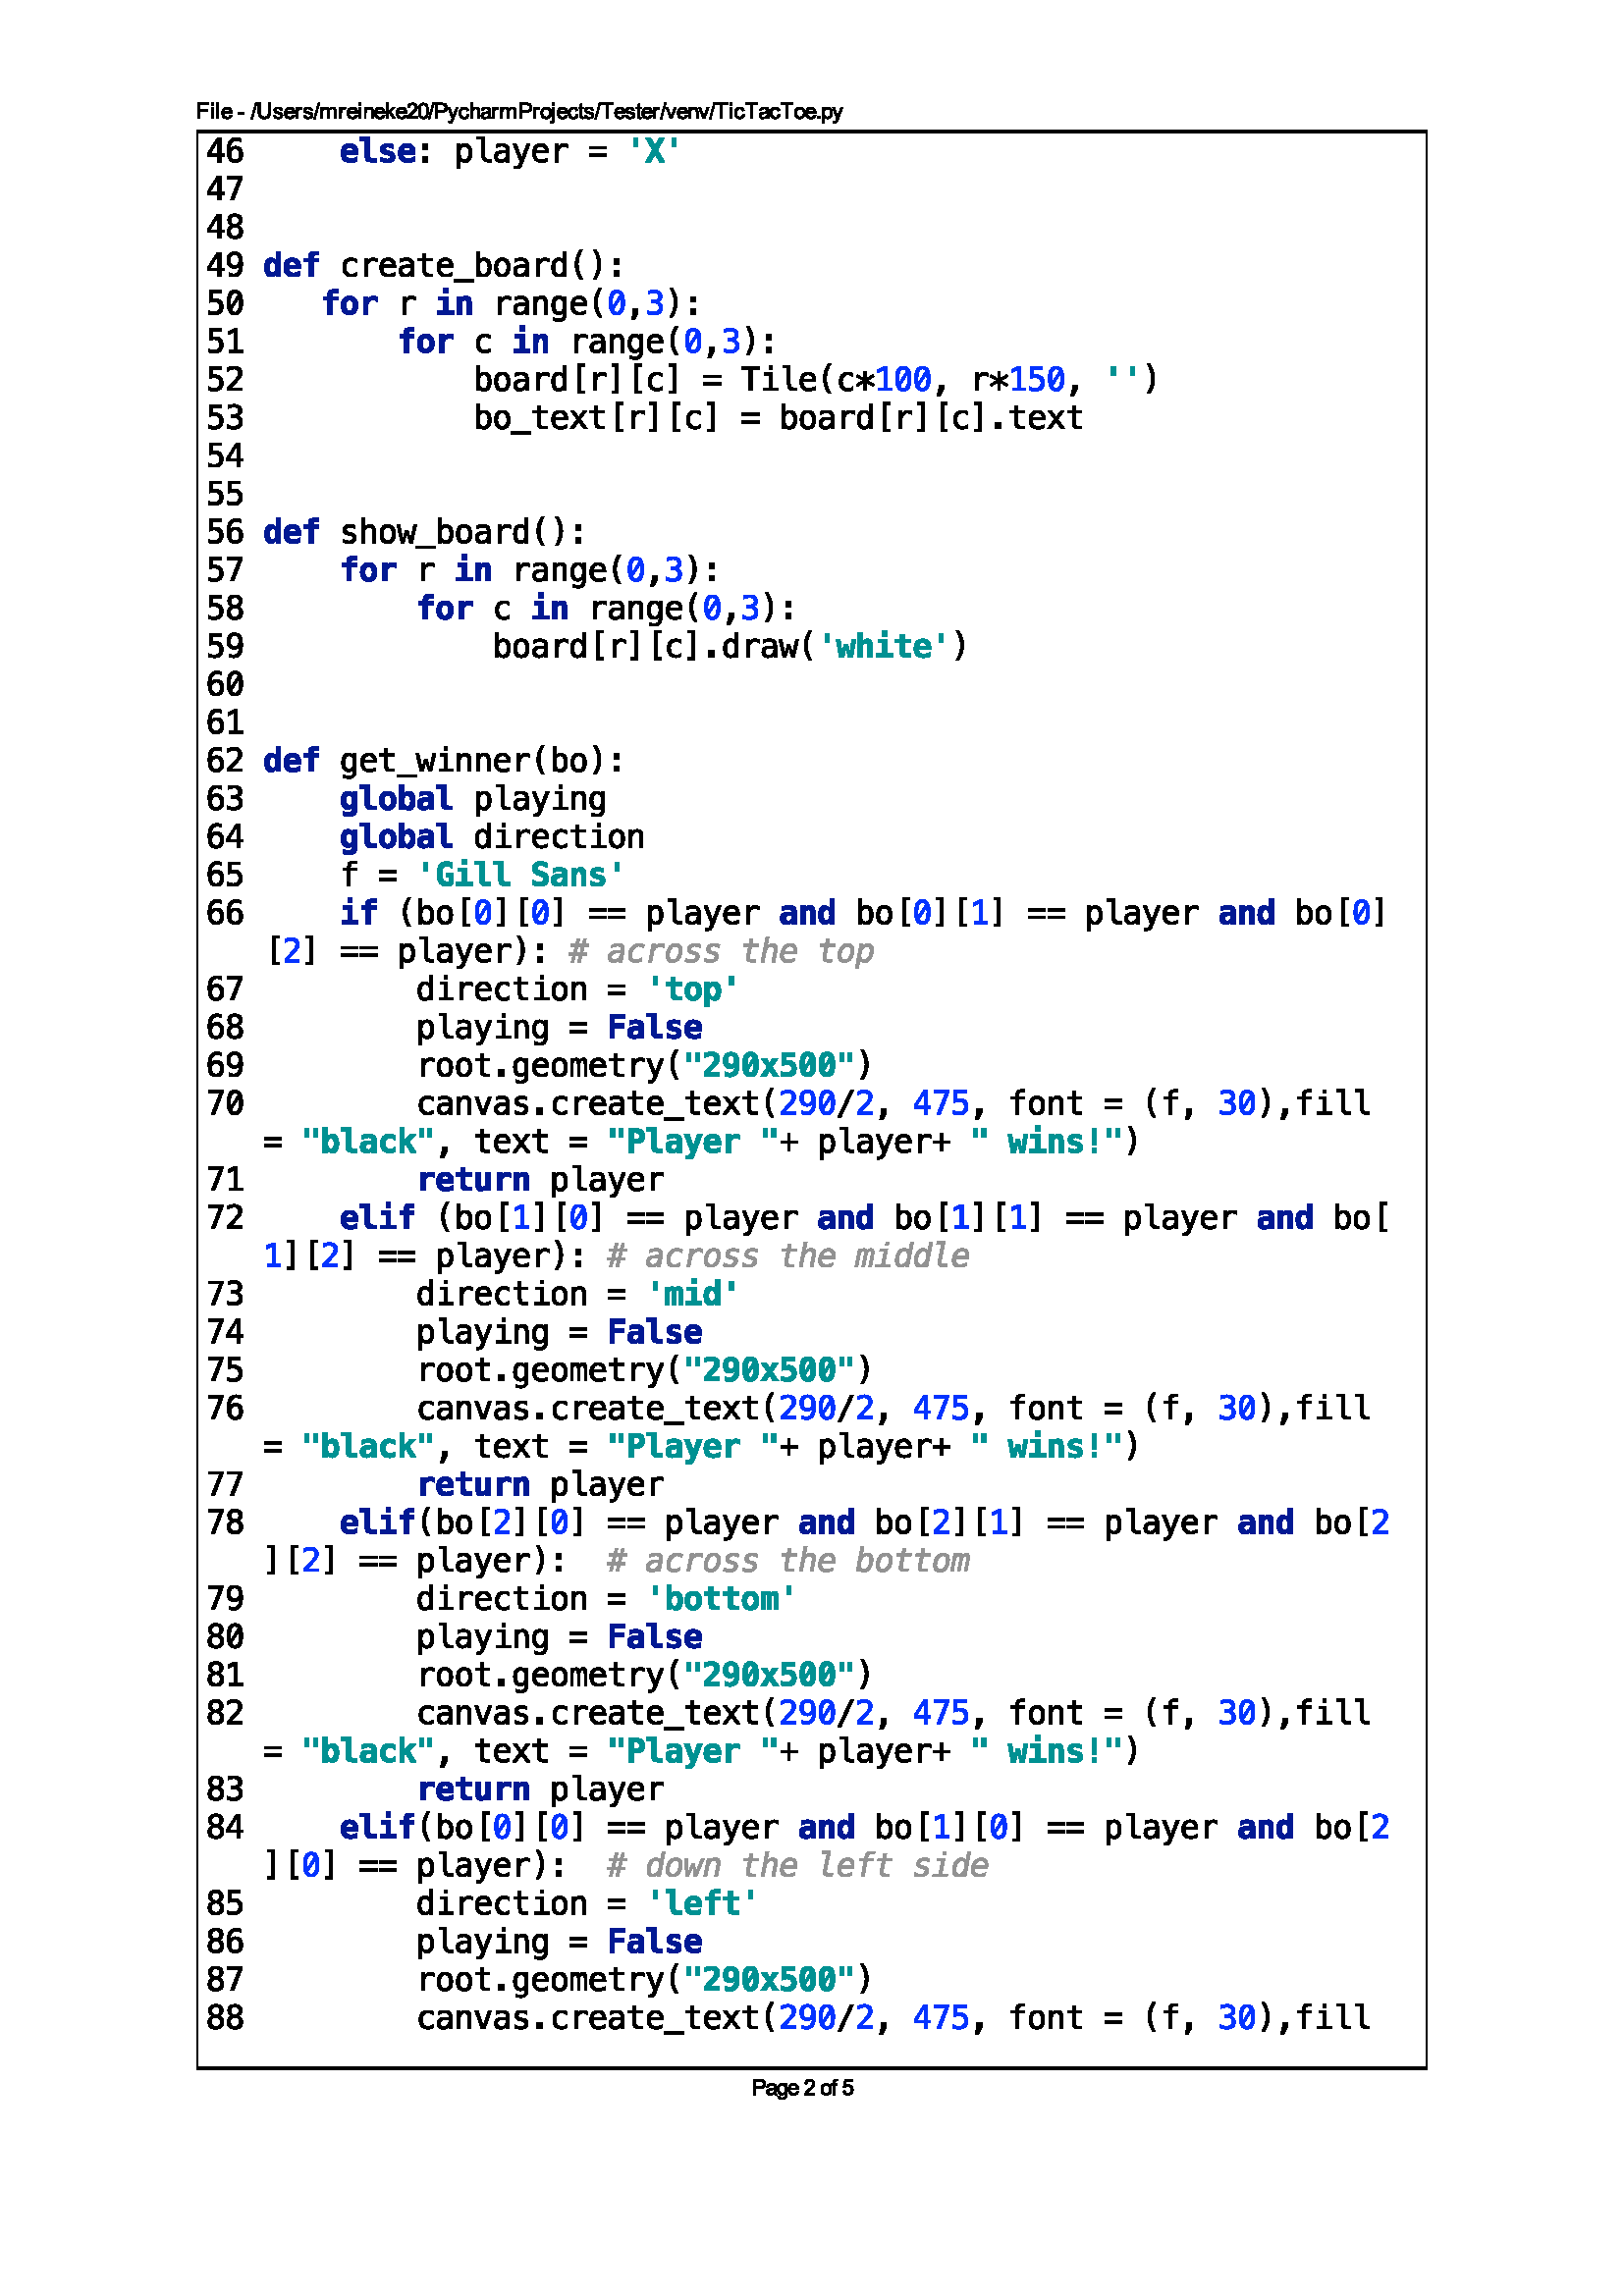 File - /Users/mreineke20/PycharmProjects/Tester/venv/TicTacToe.py
46     else: player = 'X'
47
48
49 def create_board():
50    for r in range(0,3):
51        for c in range(0,3):
52            board[r][c] = Tile(c*100, r*150, '')
53            bo_text[r][c] = board[r][c].text
54
55
56 def show_board():
57     for r in range(0,3):
58         for c in range(0,3):
59             board[r][c].draw('white')
60
61
62 def get_winner(bo):
63     global playing
64     global direction
65     f = 'Gill Sans'
66     if (bo[0][0] == player and bo[0][1] == player and bo[0]
   [2] == player): # across the top
67         direction = 'top'
68         playing = False
69         root.geometry("290x500")
70         canvas.create_text(290/2, 475, font = (f, 30),fill
   = "black", text = "Player "+ player+ " wins!")
71         return player
72     elif (bo[1][0] == player and bo[1][1] == player and bo[
   1][2] == player): # across the middle
73         direction = 'mid'
74         playing = False
75         root.geometry("290x500")
76         canvas.create_text(290/2, 475, font = (f, 30),fill
   = "black", text = "Player "+ player+ " wins!")
77         return player
78     elif(bo[2][0] == player and bo[2][1] == player and bo[2
   ][2] == player):  # across the bottom
79         direction = 'bottom'
80         playing = False
81         root.geometry("290x500")
82         canvas.create_text(290/2, 475, font = (f, 30),fill
   = "black", text = "Player "+ player+ " wins!")
83         return player
84     elif(bo[0][0] == player and bo[1][0] == player and bo[2
   ][0] == player):  # down the left side
85         direction = 'left'
86         playing = False
87         root.geometry("290x500")
88         canvas.create_text(290/2, 475, font = (f, 30),fill
Page 2 of 5